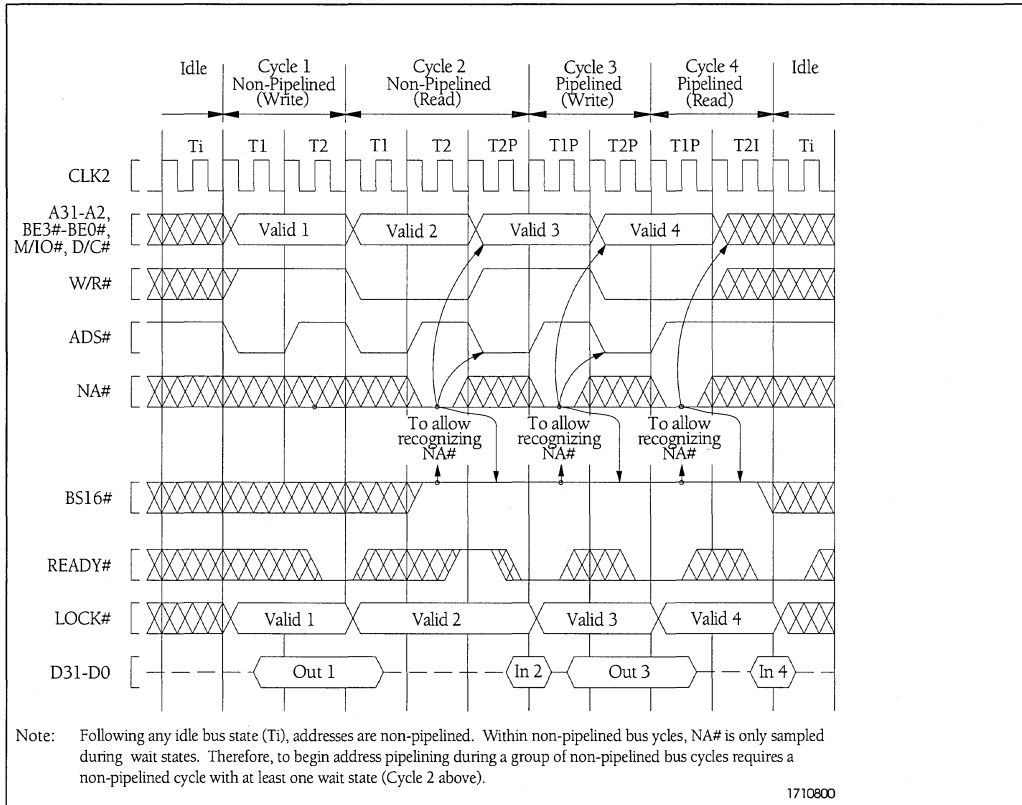 Idle
Cycle 1
Non-Pipelined
(Write)
Cycle 2
Non-Pipelined
(Read)
Cycle 3
Pipelined
(Write)
Cycle 4
Pipelined
(Read)
Idle
Ti T1 T2 T1 T2 T2P T1P T2P T1P T2I Ti
CLK2
A31-A2,
BE3#-BE0#,
M/IO#, D/C#
Valid 1 Valid 2 Valid 3 Valid 4
W/R#
ADS#
NA#
To allow
recognizing
NA#
To allow
recognizing
NA#
To allow
recognizing
NA#
BS16#
READY#
LOCK#
Valid 1 Valid 2 Valid 3 Valid 4
D31-D0
Out 1 In 2 Out 3 In 4
Note: Following any idle bus state (Ti), addresses are non-pipelined. Within non-pipelined bus ycles, NA# is only sampled
during wait states. Therefore, to begin address pipelining during a group of non-pipelined bus cycles requires a
non-pipelined cycle with at least one wait state (Cycle 2 above).
1710800